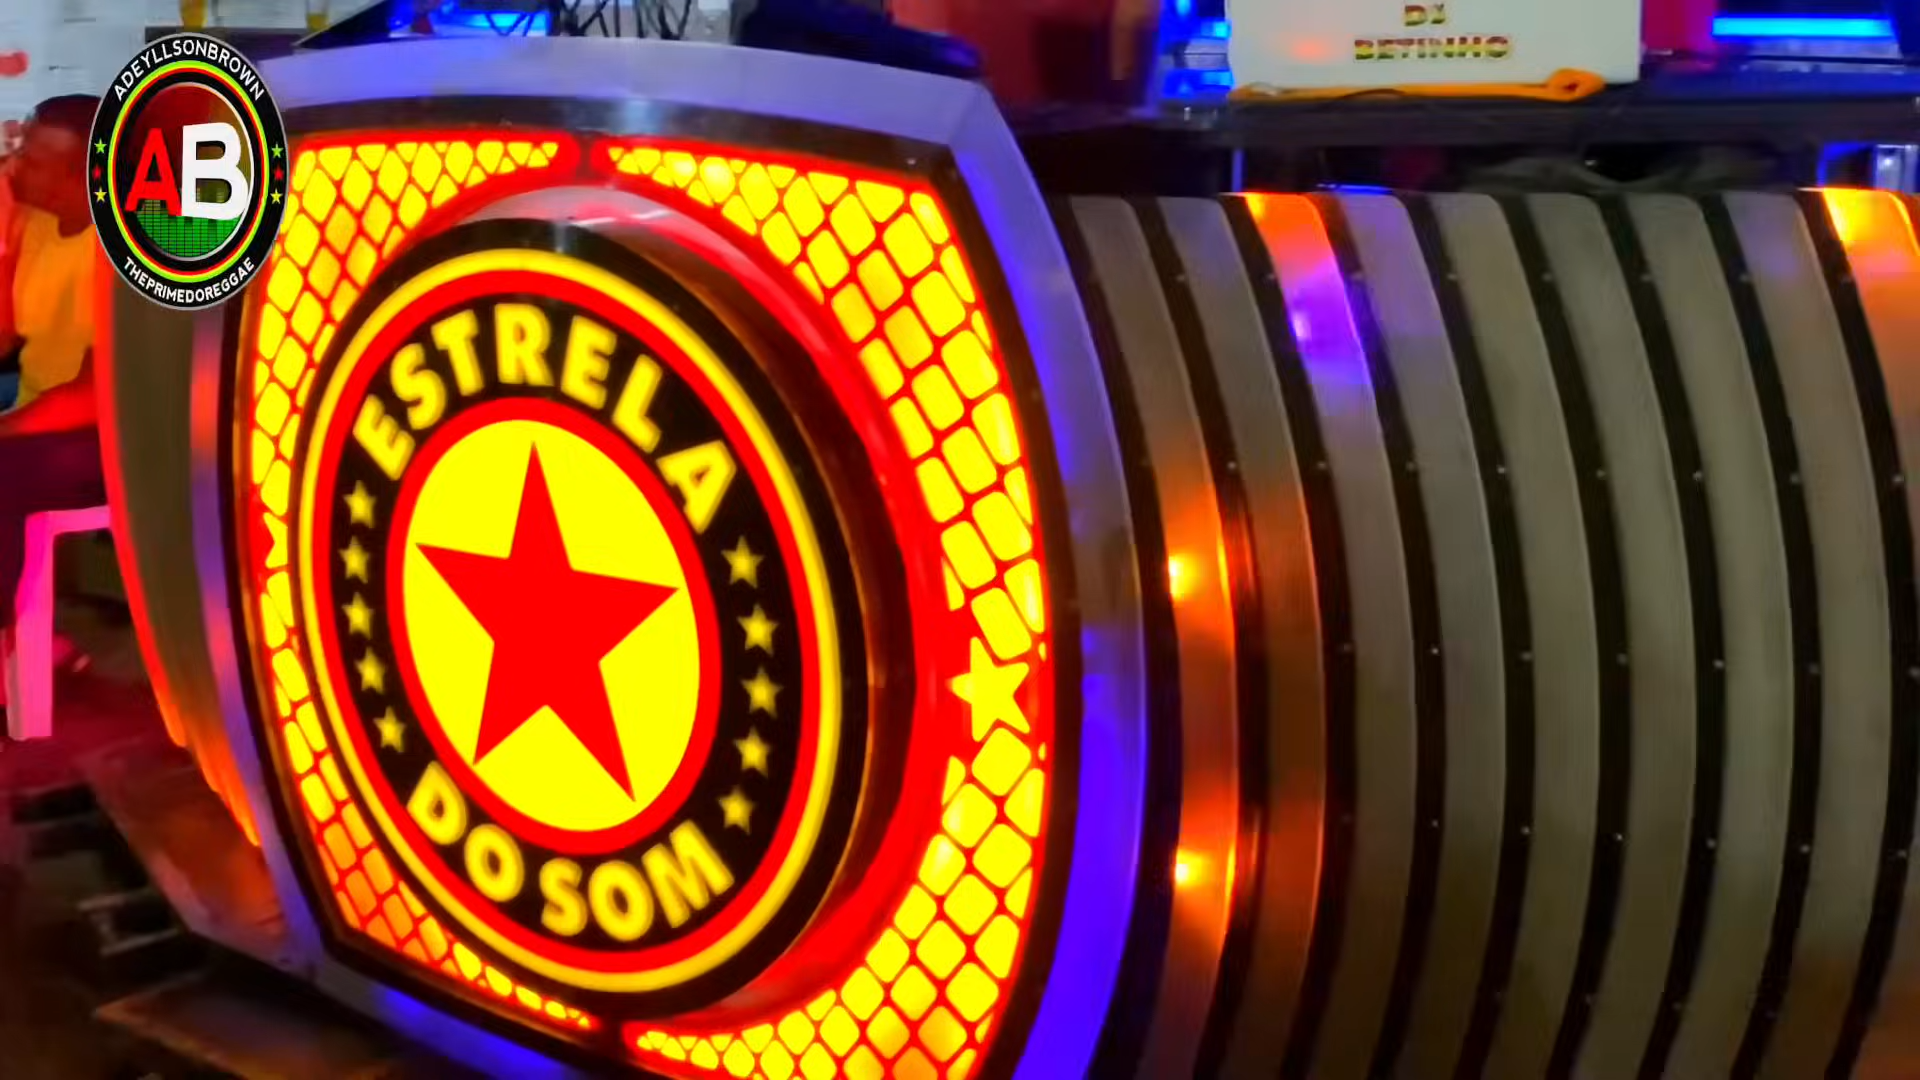 ADEYLLSONBROWN
AB
THEPRIMEDOREGGAE
DJ
BETINHO
ESTRELA
DO SOM